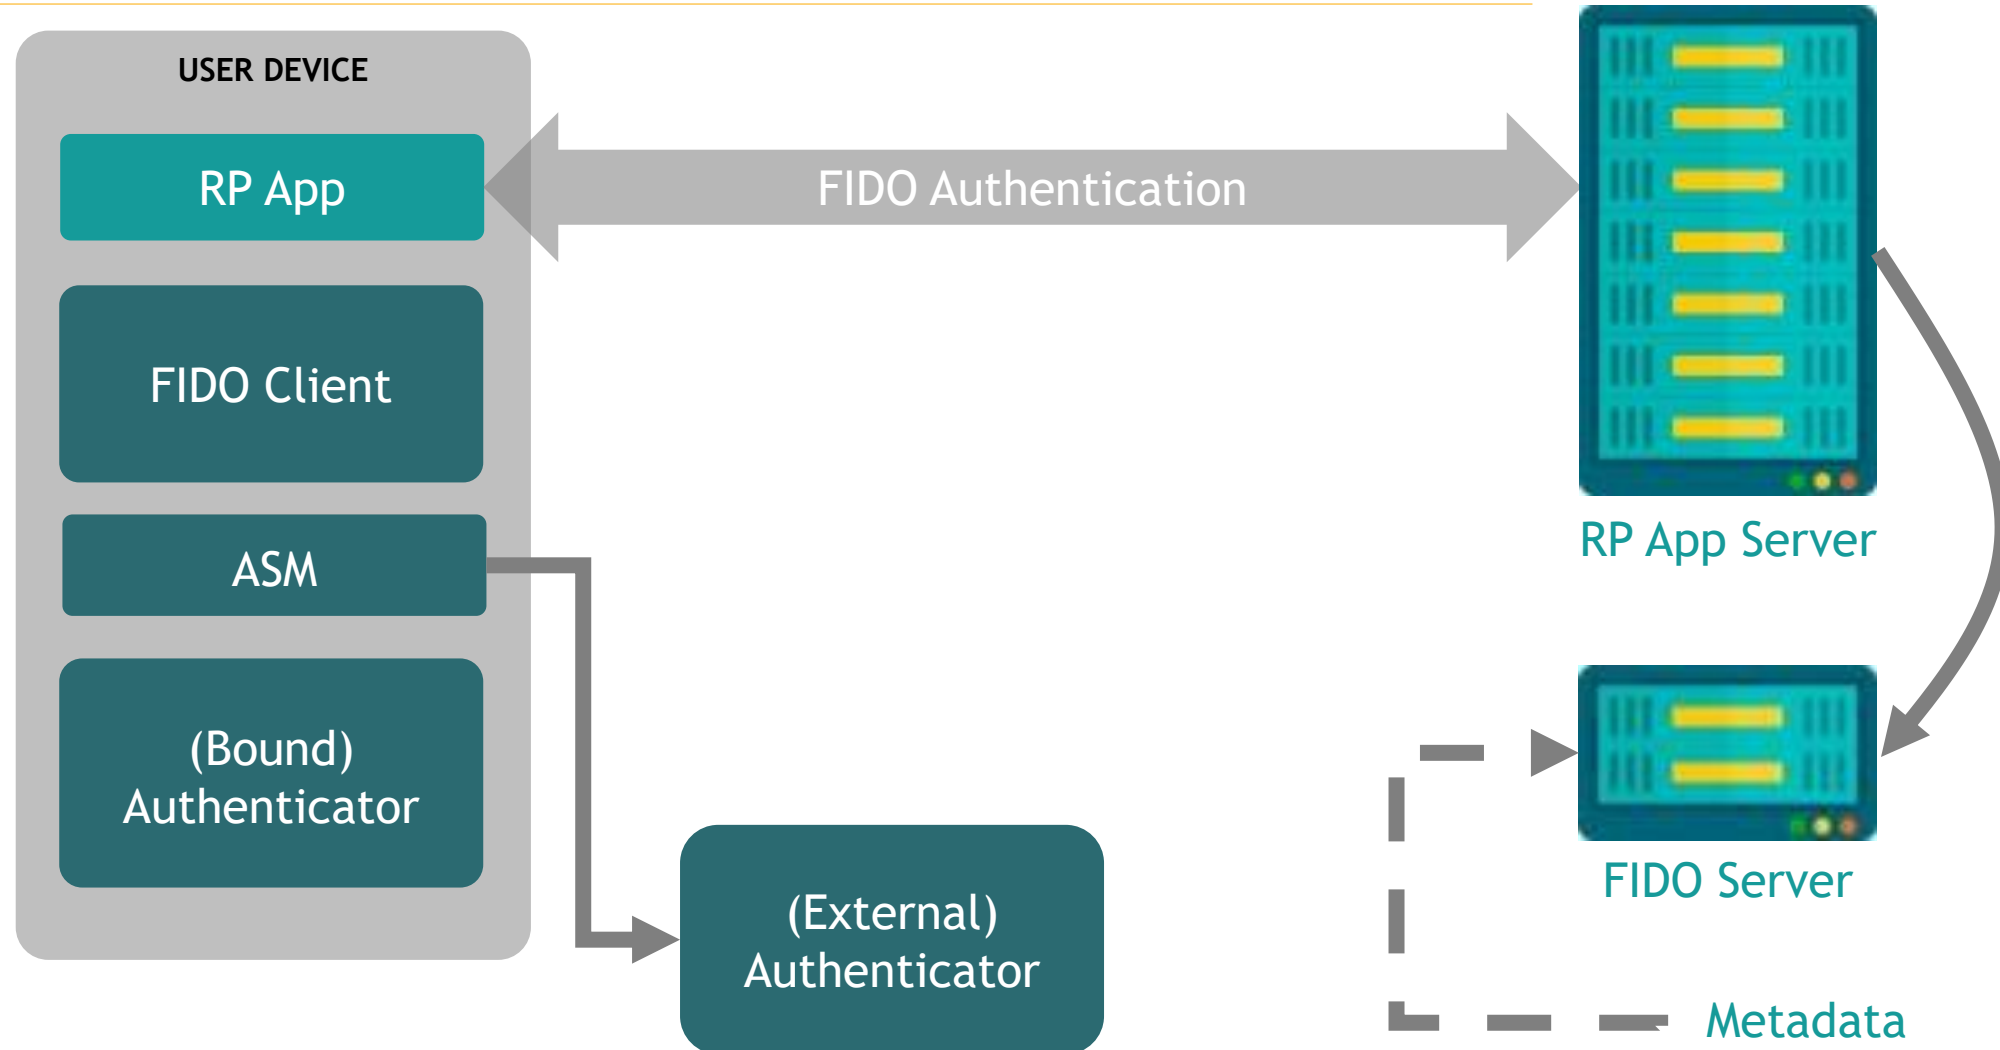 USER DEVICE
RP App
FIDO Authentication
FIDO Client
ASM
(Bound)
Authenticator
(External)
Authenticator
RP App Server
FIDO Server
Metadata